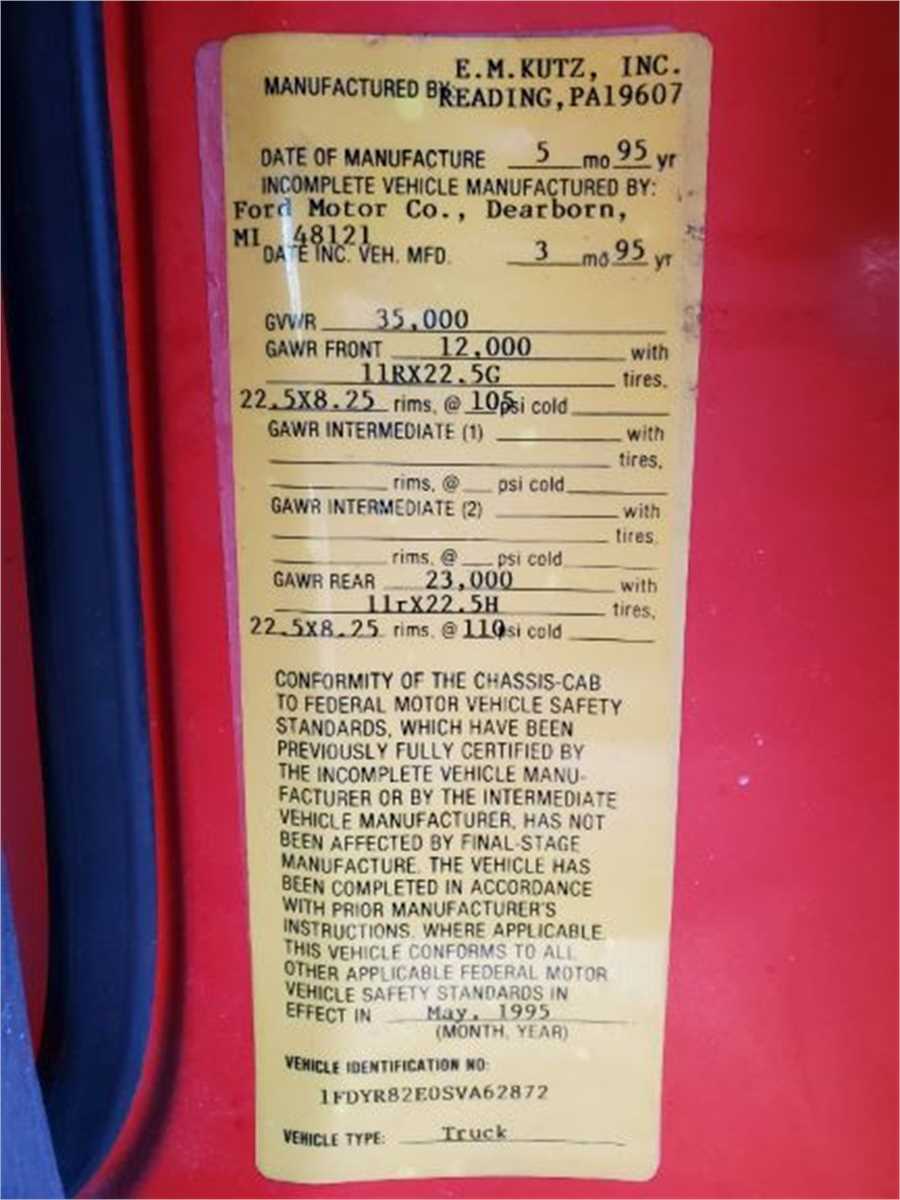 E.M.KUTZ, INC.
MANUFACTURED BY READING,PA19607
DATE OF MANUFACTURE 5 mo 95 yr
INCOMPLETE VEHICLE MANUFACTURED BY:
Ford Motor Co., Dearborn,
MI 48121
DATE INC. VEH. MFD. 3 mo 95 yr
GVWR 35,000
GAWR FRONT 12,000 with
11RX22.5G tires,
22.5X8.25 rims, @ 105 psi cold
GAWR INTERMEDIATE (1) with
tires,
rims, @ psi cold
GAWR INTERMEDIATE (2) with
tires,
rims, @ psi cold
GAWR REAR 23,000 with
11rX22.5H tires,
22.5X8.25 rims, @ 110 psi cold
CONFORMITY OF THE CHASSIS-CAB
TO FEDERAL MOTOR VEHICLE SAFETY
STANDARDS, WHICH HAVE BEEN
PREVIOUSLY FULLY CERTIFIED BY
THE INCOMPLETE VEHICLE MANU-
FACTURER OR BY THE INTERMEDIATE
VEHICLE MANUFACTURER, HAS NOT
BEEN AFFECTED BY FINAL-STAGE
MANUFACTURE. THE VEHICLE HAS
BEEN COMPLETED IN ACCORDANCE
WITH PRIOR MANUFACTURER'S
INSTRUCTIONS. WHERE APPLICABLE.
THIS VEHICLE CONFORMS TO ALL
OTHER APPLICABLE FEDERAL MOTOR
VEHICLE SAFETY STANDARDS IN
EFFECT IN May, 1995
(MONTH, YEAR)
VEHICLE IDENTIFICATION NO:
1FDYR82E0SVA62872
VEHICLE TYPE: Truck